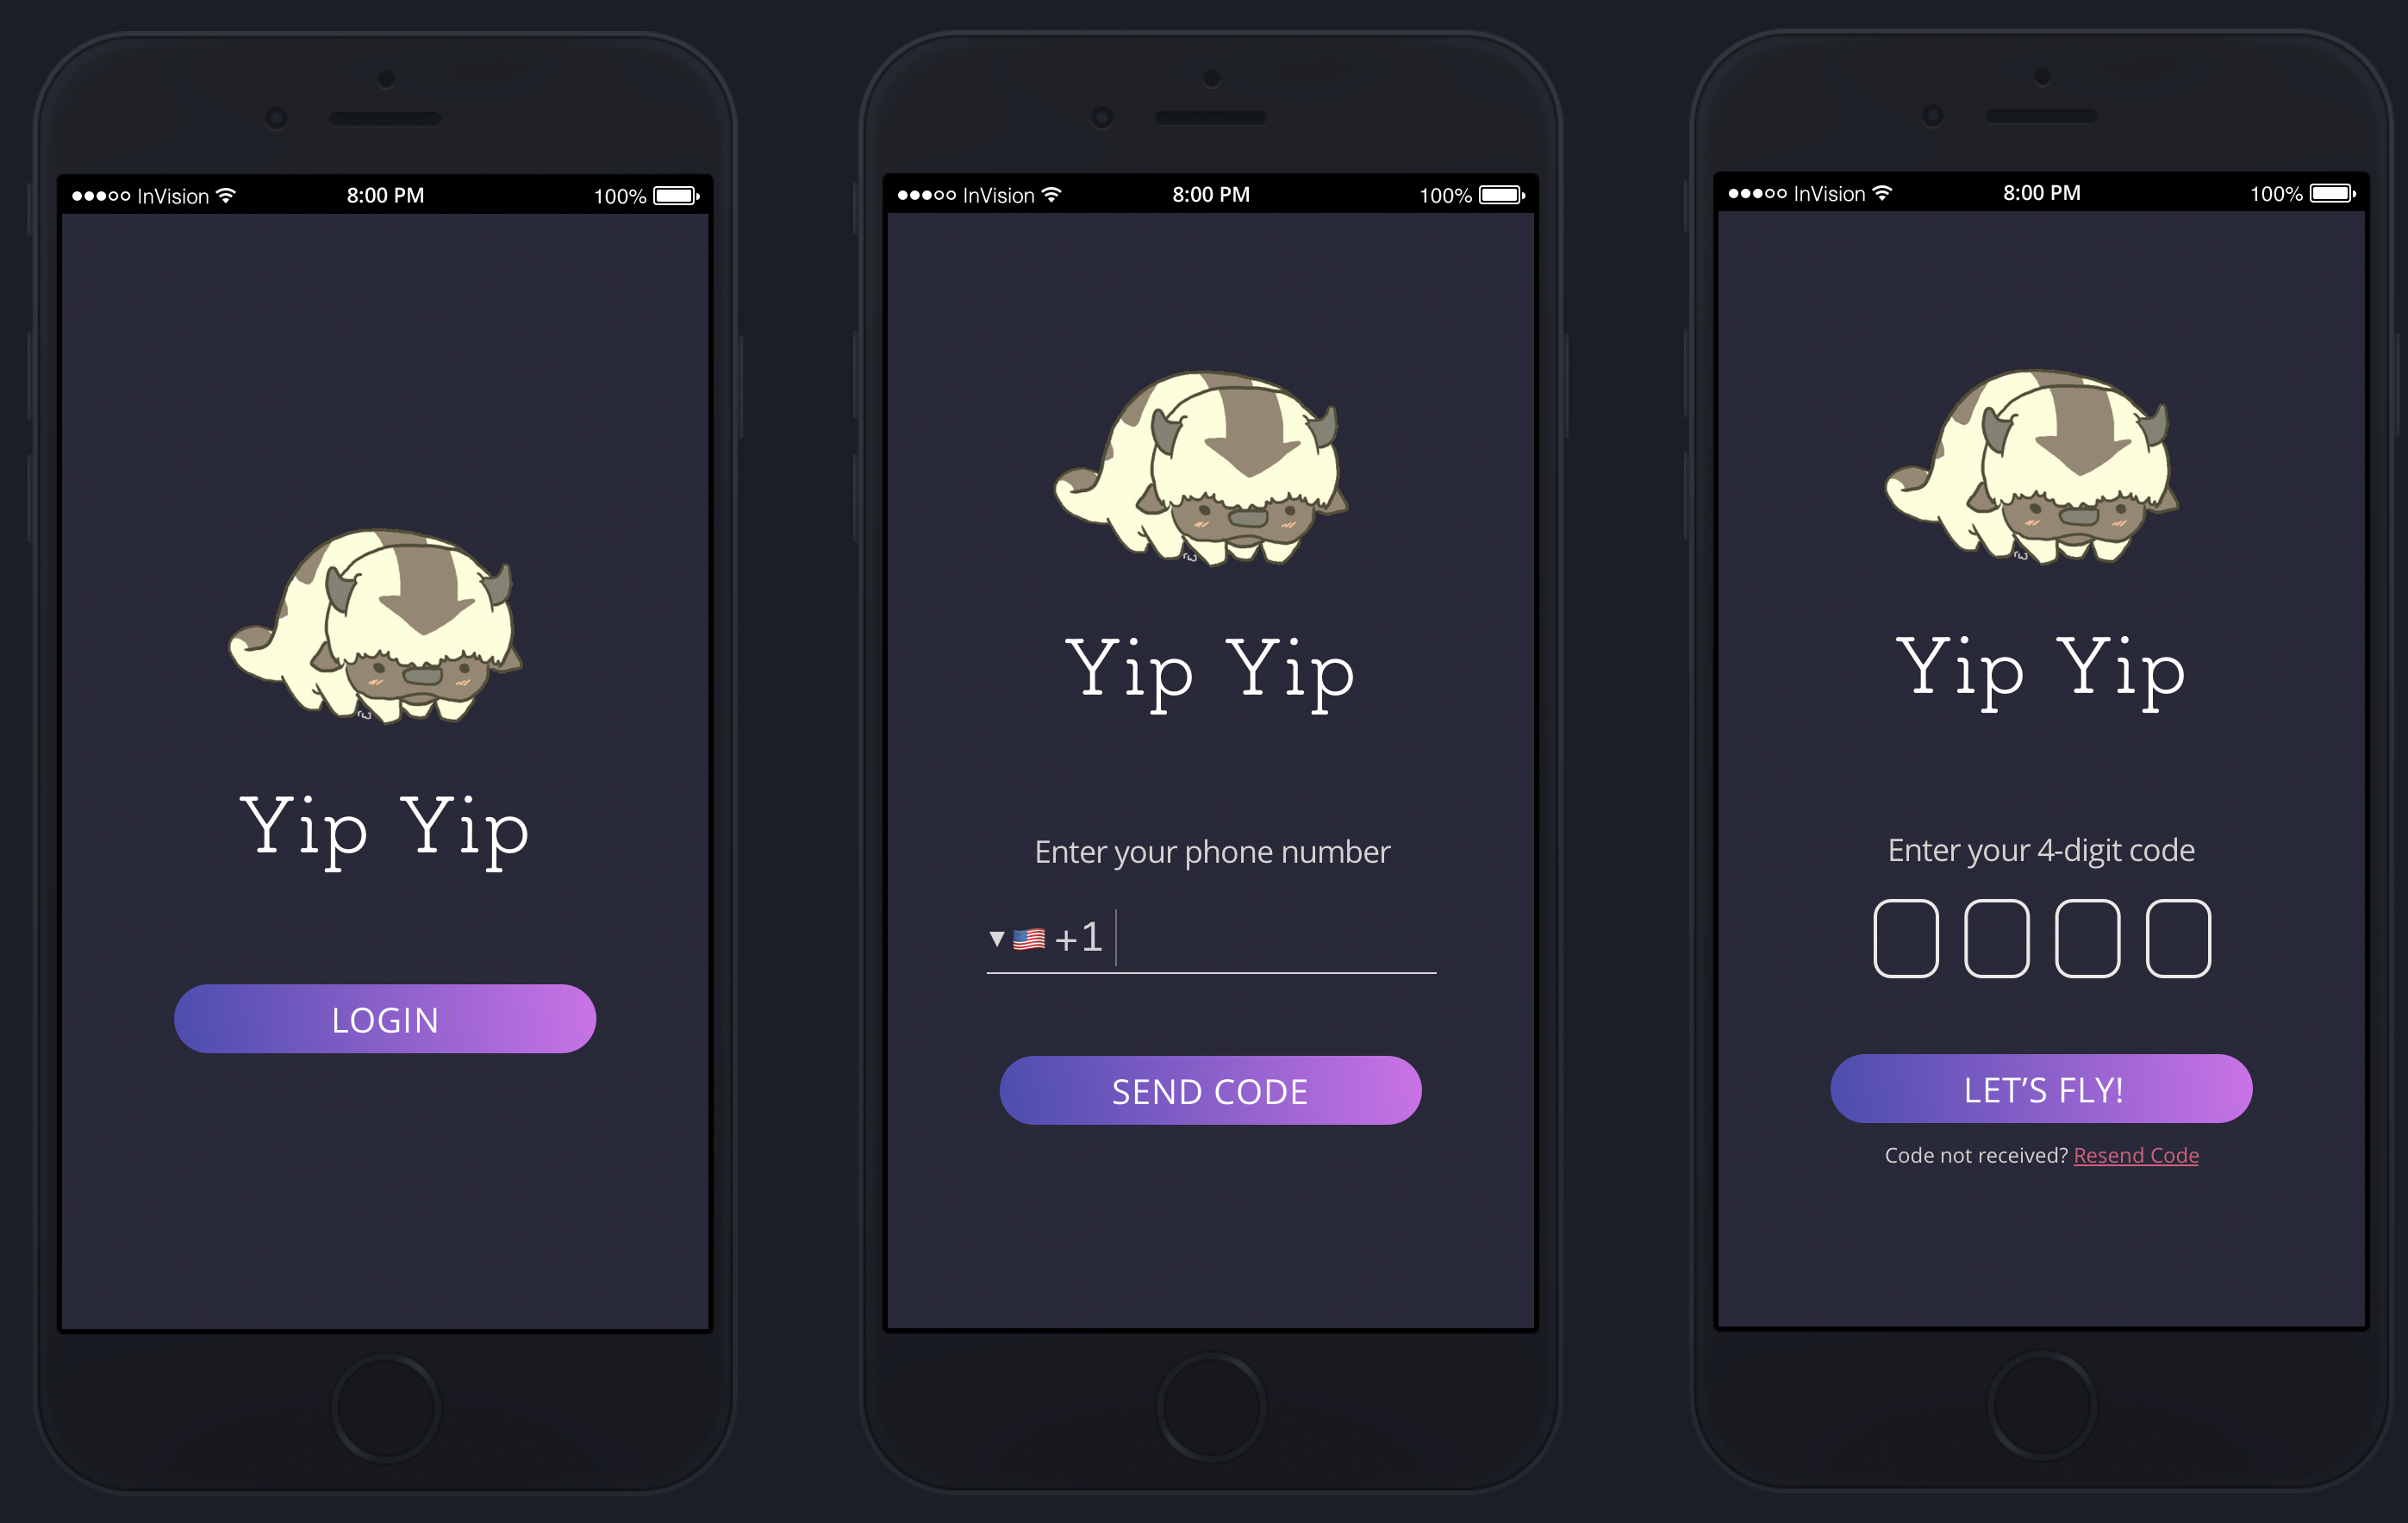 InVision 8:00 PM 100%
Yip Yip
LOGIN
InVision 8:00 PM 100%
Yip Yip
Enter your phone number
+1
SEND CODE
InVision 8:00 PM 100%
Yip Yip
Enter your 4-digit code
LET’S FLY!
Code not received? Resend Code